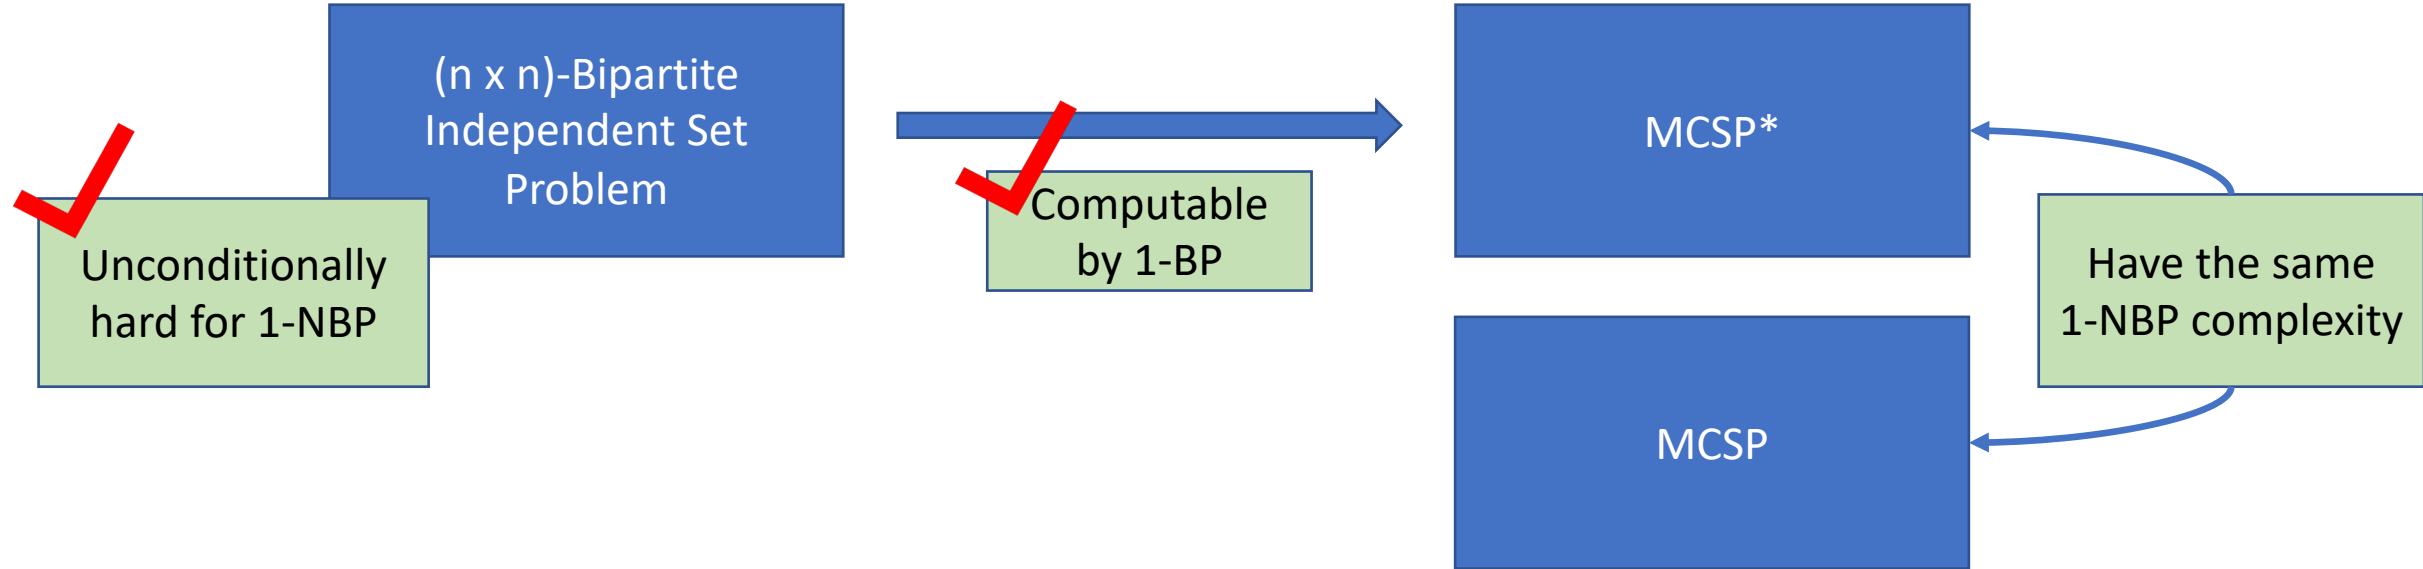 (n x n)-Bipartite
Independent Set
Problem
Unconditionally
hard for 1-NBP
Computable
by 1-BP
MCSP*
Have the same
1-NBP complexity
MCSP